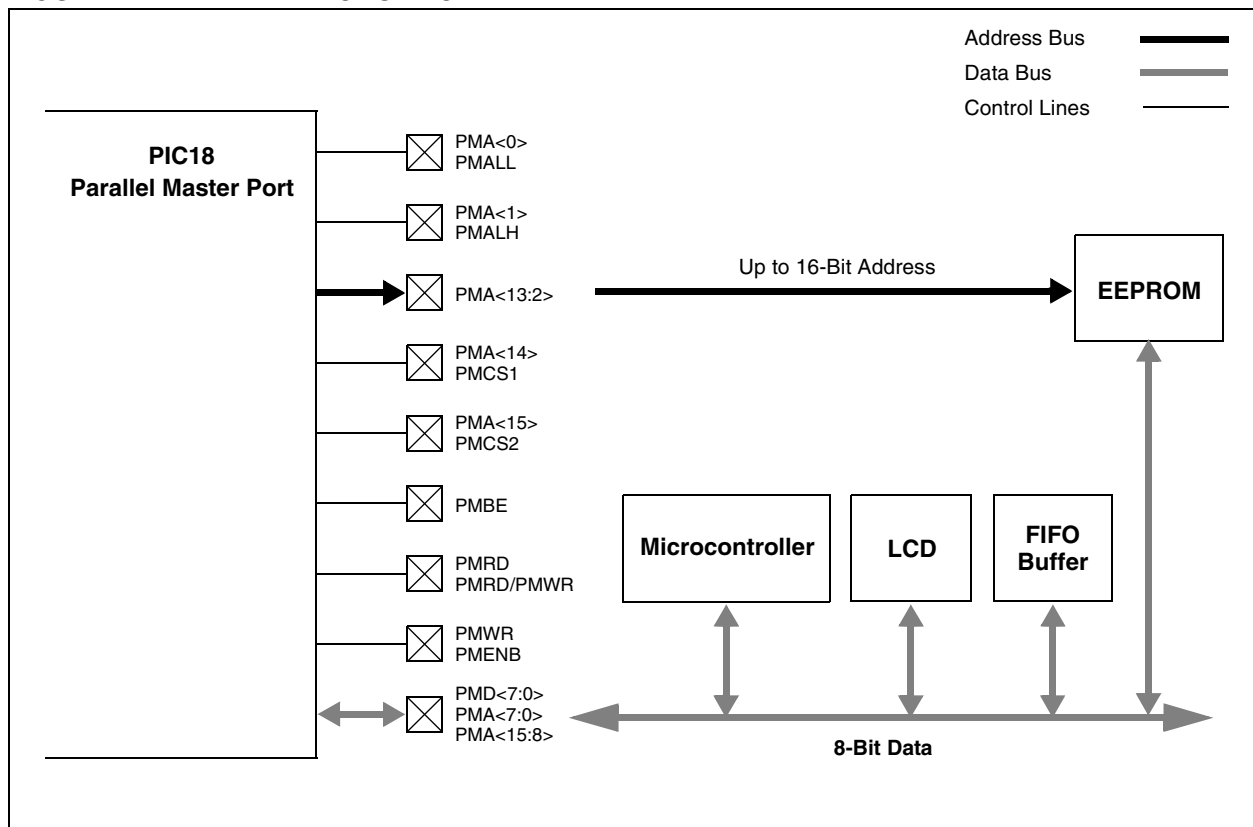 Address Bus
Data Bus
Control Lines
PIC18
Parallel Master Port
PMA<0>
PMALL
PMA<1>
PMALH
PMA<13:2>
Up to 16-Bit Address
EEPROM
PMA<14>
PMCS1
PMA<15>
PMCS2
PMBE
Microcontroller
LCD
FIFO
Buffer
PMRD
PMRD/PMWR
PMWR
PMENB
PMD<7:0>
PMA<7:0>
PMA<15:8>
8-Bit Data